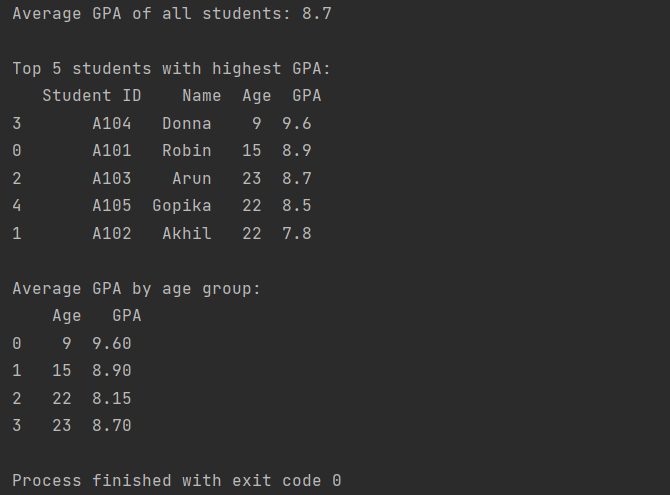 Average GPA of all students: 8.7
Top 5 students with highest GPA:
   Student ID    Name  Age  GPA
3       A104   Donna    9  9.6
0       A101   Robin   15  8.9
2       A103    Arun   23  8.7
4       A105  Gopika   22  8.5
1       A102   Akhil   22  7.8
Average GPA by age group:
    Age   GPA
0    9  9.60
1   15  8.90
2   22  8.15
3   23  8.70
Process finished with exit code 0